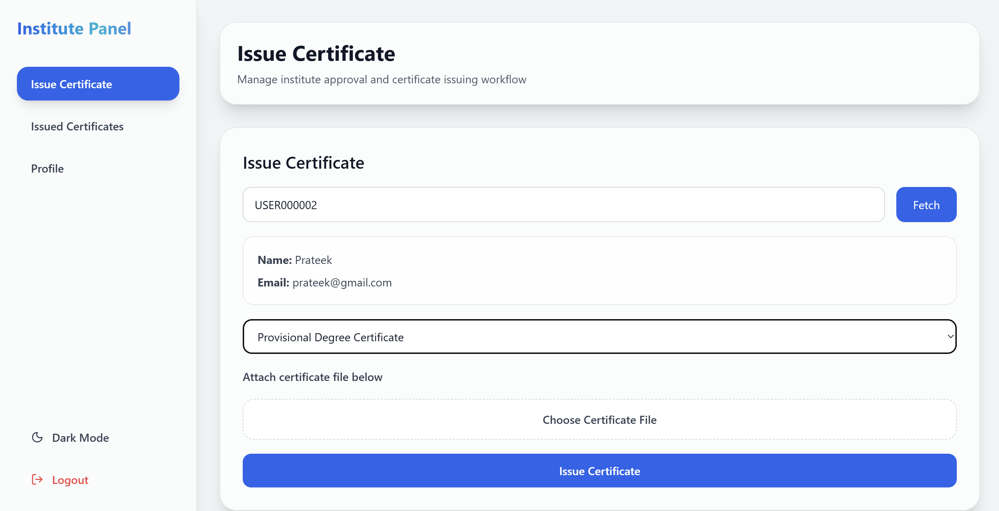 Institute Panel
Issue Certificate
Issued Certificates
Profile
Dark Mode
Logout
Issue Certificate
Manage institute approval and certificate issuing workflow
Issue Certificate
USER000002
Fetch
Name: Prateek
Email: prateek@gmail.com
Provisional Degree Certificate
Attach certificate file below
Choose Certificate File
Issue Certificate